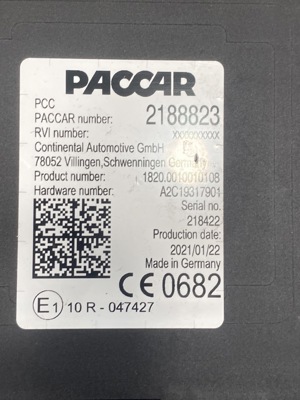 PACCAR
PCC
PACCAR number: 2188823
RVI number: xxxxxxxxxx
Continental Automotive GmbH
78052 Villingen,Schwenningen Germany
Product number: 1820.0010010108
Hardware number: A2C19317901
Serial no.
218422
Production date:
2021/01/22
Made in Germany
CE 0682
E1 10 R - 047427